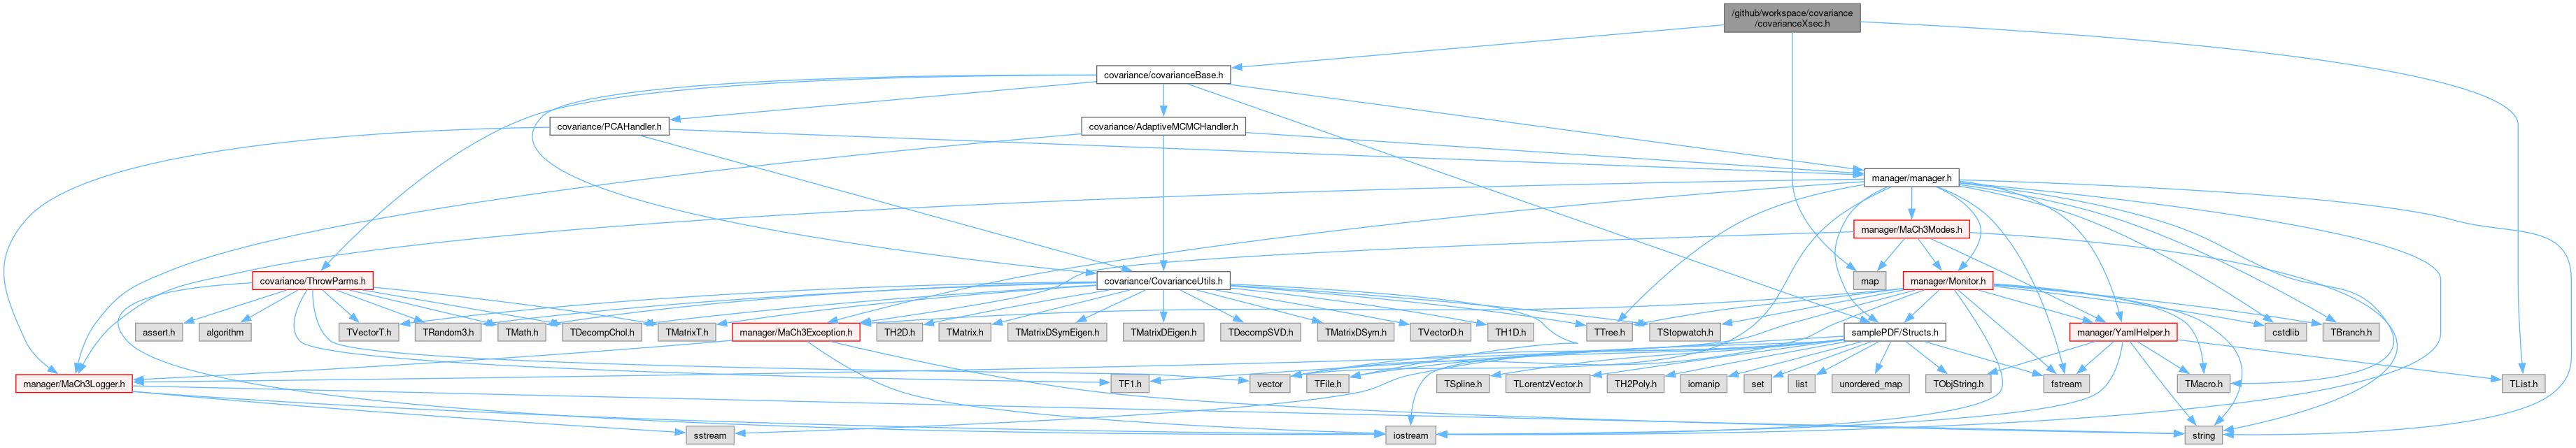 /github/workspace/covariance
/covarianceXsec.h
covariance/covarianceBase.h
covariance/PCAHandler.h
covariance/AdaptiveMCMCHandler.h
manager/manager.h
manager/MaCh3Modes.h
covariance/ThrowParms.h
covariance/CovarianceUtils.h
map
manager/Monitor.h
assert.h
algorithm
TVectorT.h
TRandom3.h
TMath.h
TDecompChol.h
TMatrixT.h
manager/MaCh3Exception.h
TH2D.h
TMatrix.h
TMatrixDSymEigen.h
TMatrixDEigen.h
TDecompSVD.h
TMatrixDSym.h
TVectorD.h
TH1D.h
TTree.h
TStopwatch.h
samplePDF/Structs.h
manager/YamlHelper.h
cstdlib
TBranch.h
manager/MaCh3Logger.h
TF1.h
vector
TFile.h
TSpline.h
TLorentzVector.h
TH2Poly.h
iomanip
set
list
unordered_map
TObjString.h
fstream
TMacro.h
TList.h
sstream
iostream
string